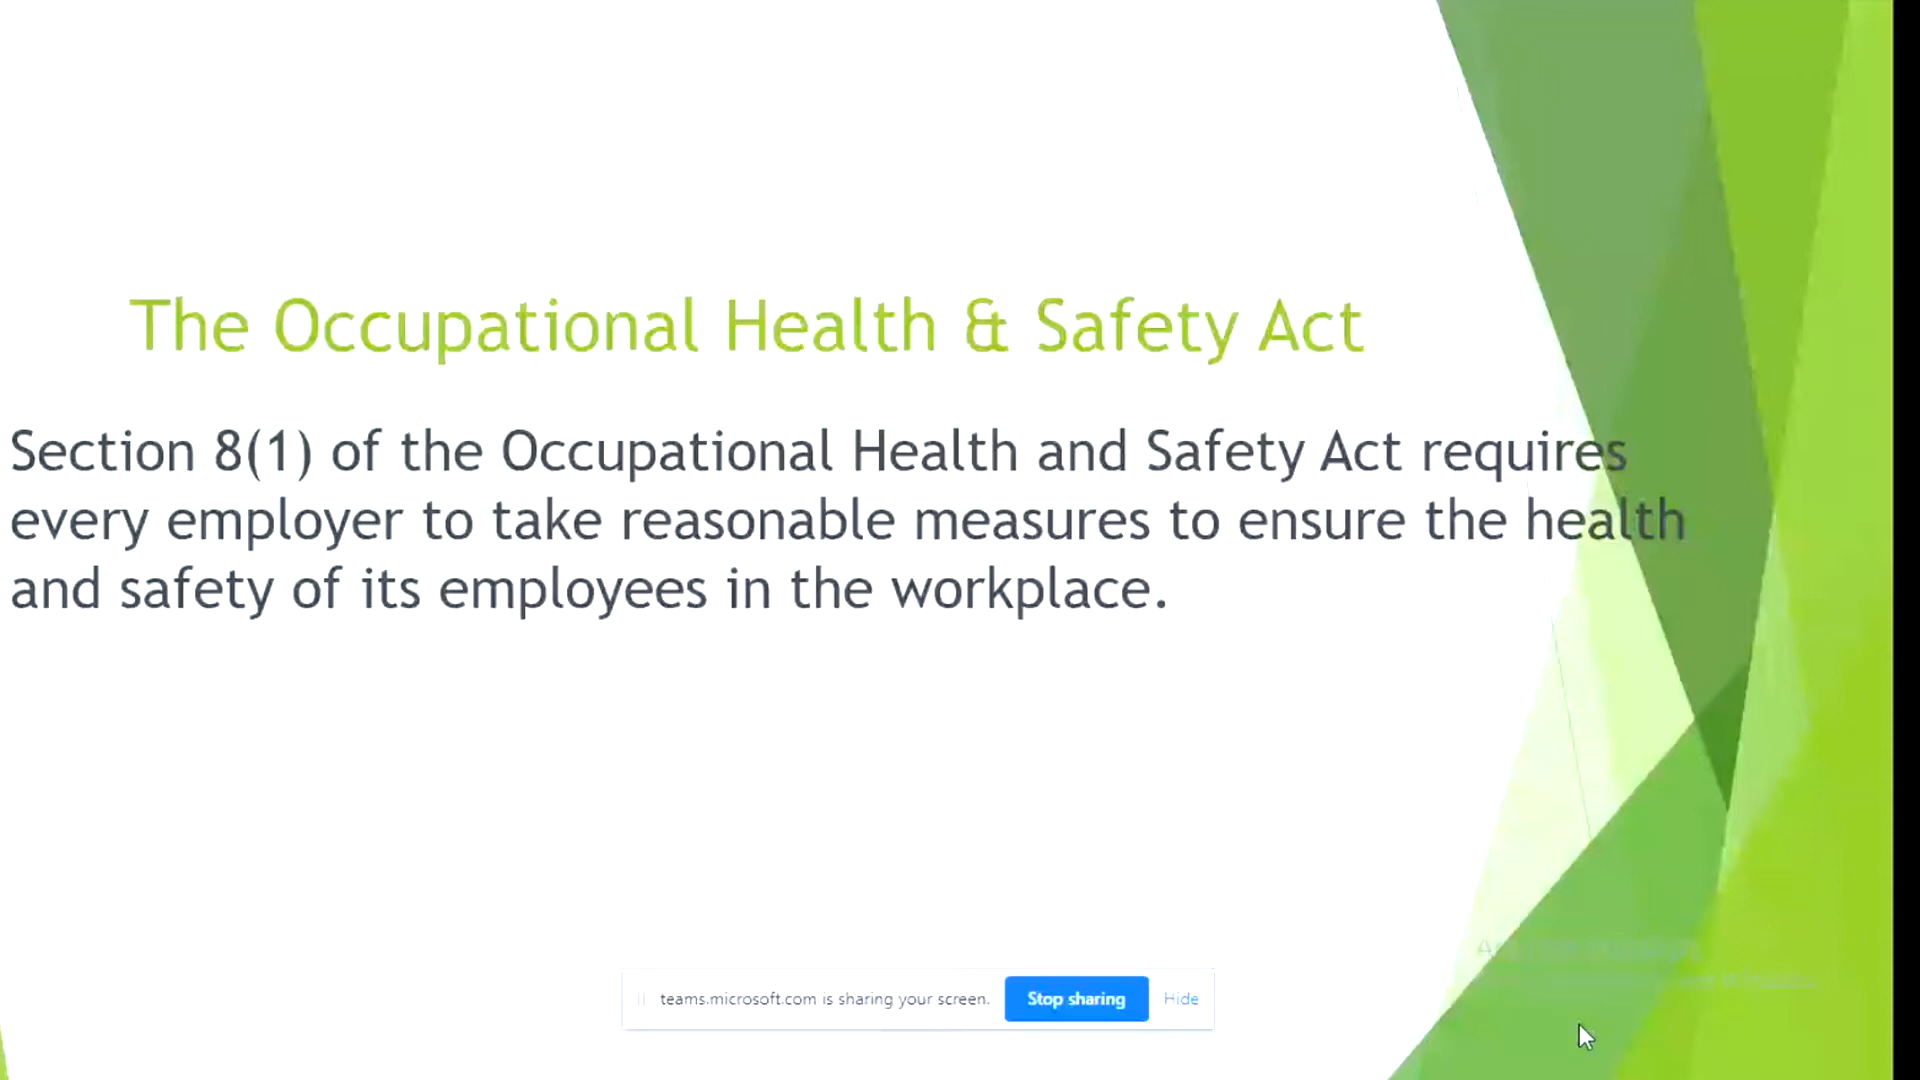 The Occupational Health & Safety Act
Section 8(1) of the Occupational Health and Safety Act requires
every employer to take reasonable measures to ensure the health
and safety of its employees in the workplace.
teams.microsoft.com is sharing your screen. Stop sharing Hide